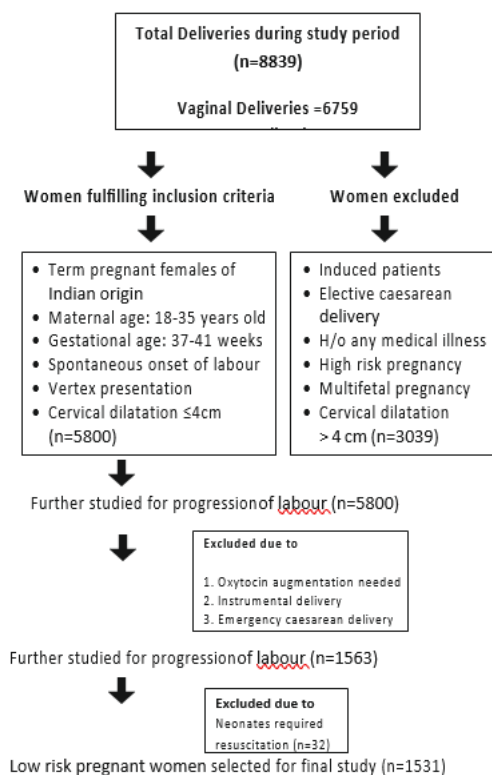 Total Deliveries during study period
(n=8839)
Vaginal Deliveries =6759
Women fulfilling inclusion criteria
Women excluded
• Term pregnant females of
Indian origin
• Maternal age: 18-35 years old
• Gestational age: 37-41 weeks
• Spontaneous onset of labour
• Vertex presentation
• Cervical dilatation ≤4cm
(n=5800)
• Induced patients
• Elective caesarean
delivery
• H/o any medical illness
• High risk pregnancy
• Multifetal pregnancy
• Cervical dilatation
> 4 cm (n=3039)
Further studied for progression of labour (n=5800)
Excluded due to
1. Oxytocin augmentation needed
2. Instrumental delivery
3. Emergency caesarean delivery
Further studied for progression of labour (n=1563)
Excluded due to
Neonates required
resuscitation (n=32)
Low risk pregnant women selected for final study (n=1531)